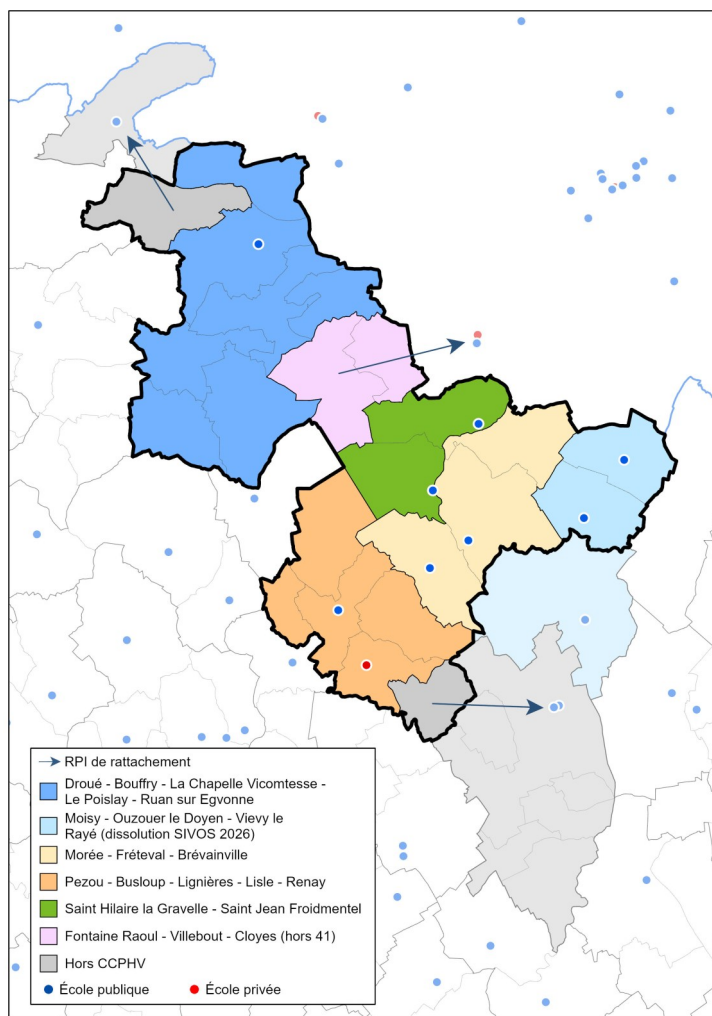 RPI de rattachement
Droué - Bouffry - La Chapelle Vicomtesse -
Le Poislay - Ruan sur Egvonne
Moisy - Ouzouer le Doyen - Vievy le
Rayé (dissolution SIVOS 2026)
Morée - Fréteval - Brévainville
Pezou - Busloup - Lignières - Lisle - Renay
Saint Hilaire la Gravelle - Saint Jean Froidmentel
Fontaine Raoul - Villebout - Cloyes (hors 41)
Hors CCPHV
École publique École privée